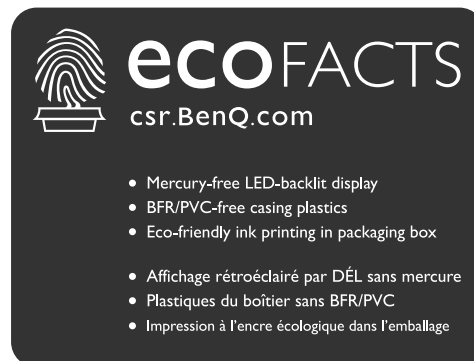 ecoFACTS
csr.BenQ.com
• Mercury-free LED-backlit display
• BFR/PVC-free casing plastics
• Eco-friendly ink printing in packaging box
• Affichage rétroéclairé par DÉL sans mercure
• Plastiques du boîtier sans BFR/PVC
• Impression à l'encre écologique dans l'emballage